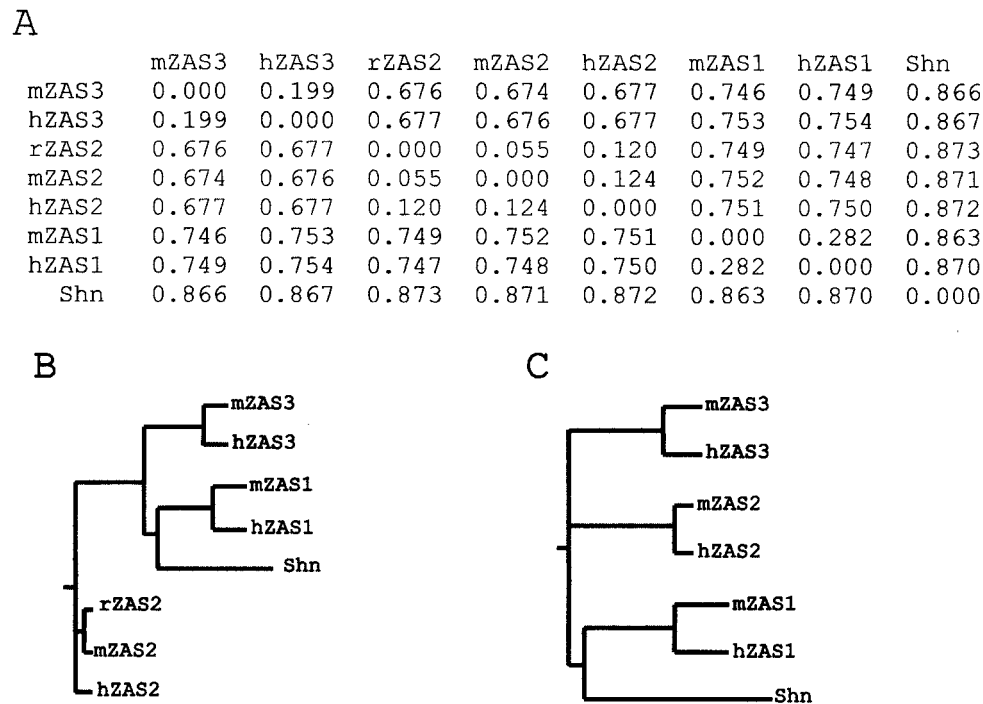 A
mZAS3 hZAS3 rZAS2 mZAS2 hZAS2 mZAS1 hZAS1 Shn
mZAS3 0.000 0.199 0.676 0.674 0.677 0.746 0.749 0.866
hZAS3 0.199 0.000 0.677 0.676 0.677 0.753 0.754 0.867
rZAS2 0.676 0.677 0.000 0.055 0.120 0.749 0.747 0.873
mZAS2 0.674 0.676 0.055 0.000 0.124 0.752 0.748 0.871
hZAS2 0.677 0.677 0.120 0.124 0.000 0.751 0.750 0.872
mZAS1 0.746 0.753 0.749 0.752 0.751 0.000 0.282 0.863
hZAS1 0.749 0.754 0.747 0.748 0.750 0.282 0.000 0.870
Shn 0.866 0.867 0.873 0.871 0.872 0.863 0.870 0.000
B
mZAS3
hZAS3
mZAS1
hZAS1
Shn
rZAS2
mZAS2
hZAS2
C
mZAS3
hZAS3
mZAS2
hZAS2
mZAS1
hZAS1
Shn